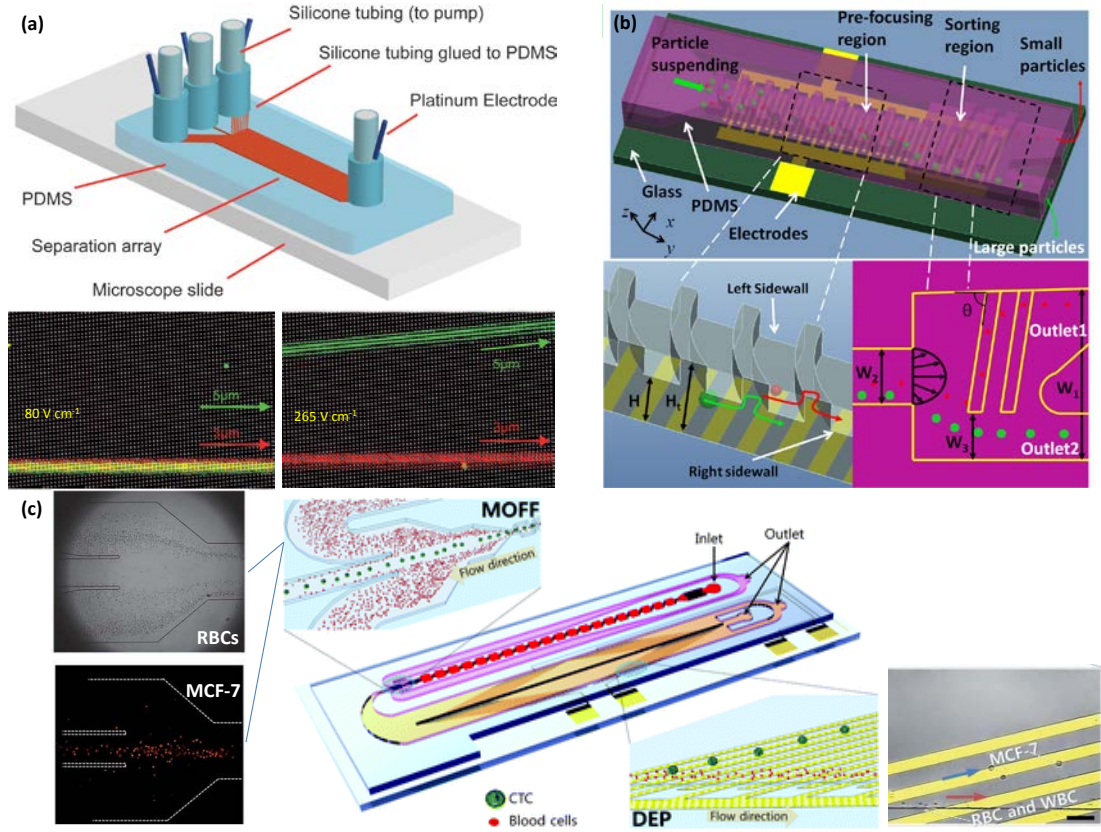 (a)
Silicone tubing (to pump)
Silicone tubing glued to PDMS
Platinum Electrode
PDMS
Separation array
Microscope slide
5µm
80 V cm⁻¹
3µm
5µm
265 V cm⁻¹
3µm
(b)
Particle
suspending
Pre-focusing
region
Sorting
region
Small
particles
Glass
PDMS
Electrodes
Large particles
z
x
y
Left Sidewall
H
Hₜ
Right sidewall
θ
Outlet1
W₂
W₁
W₃
Outlet2
(c)
RBCs
MCF-7
MOFF
Flow direction
Inlet
Outlet
CTC
Blood cells
DEP
Flow direction
MCF-7
RBC and WBC